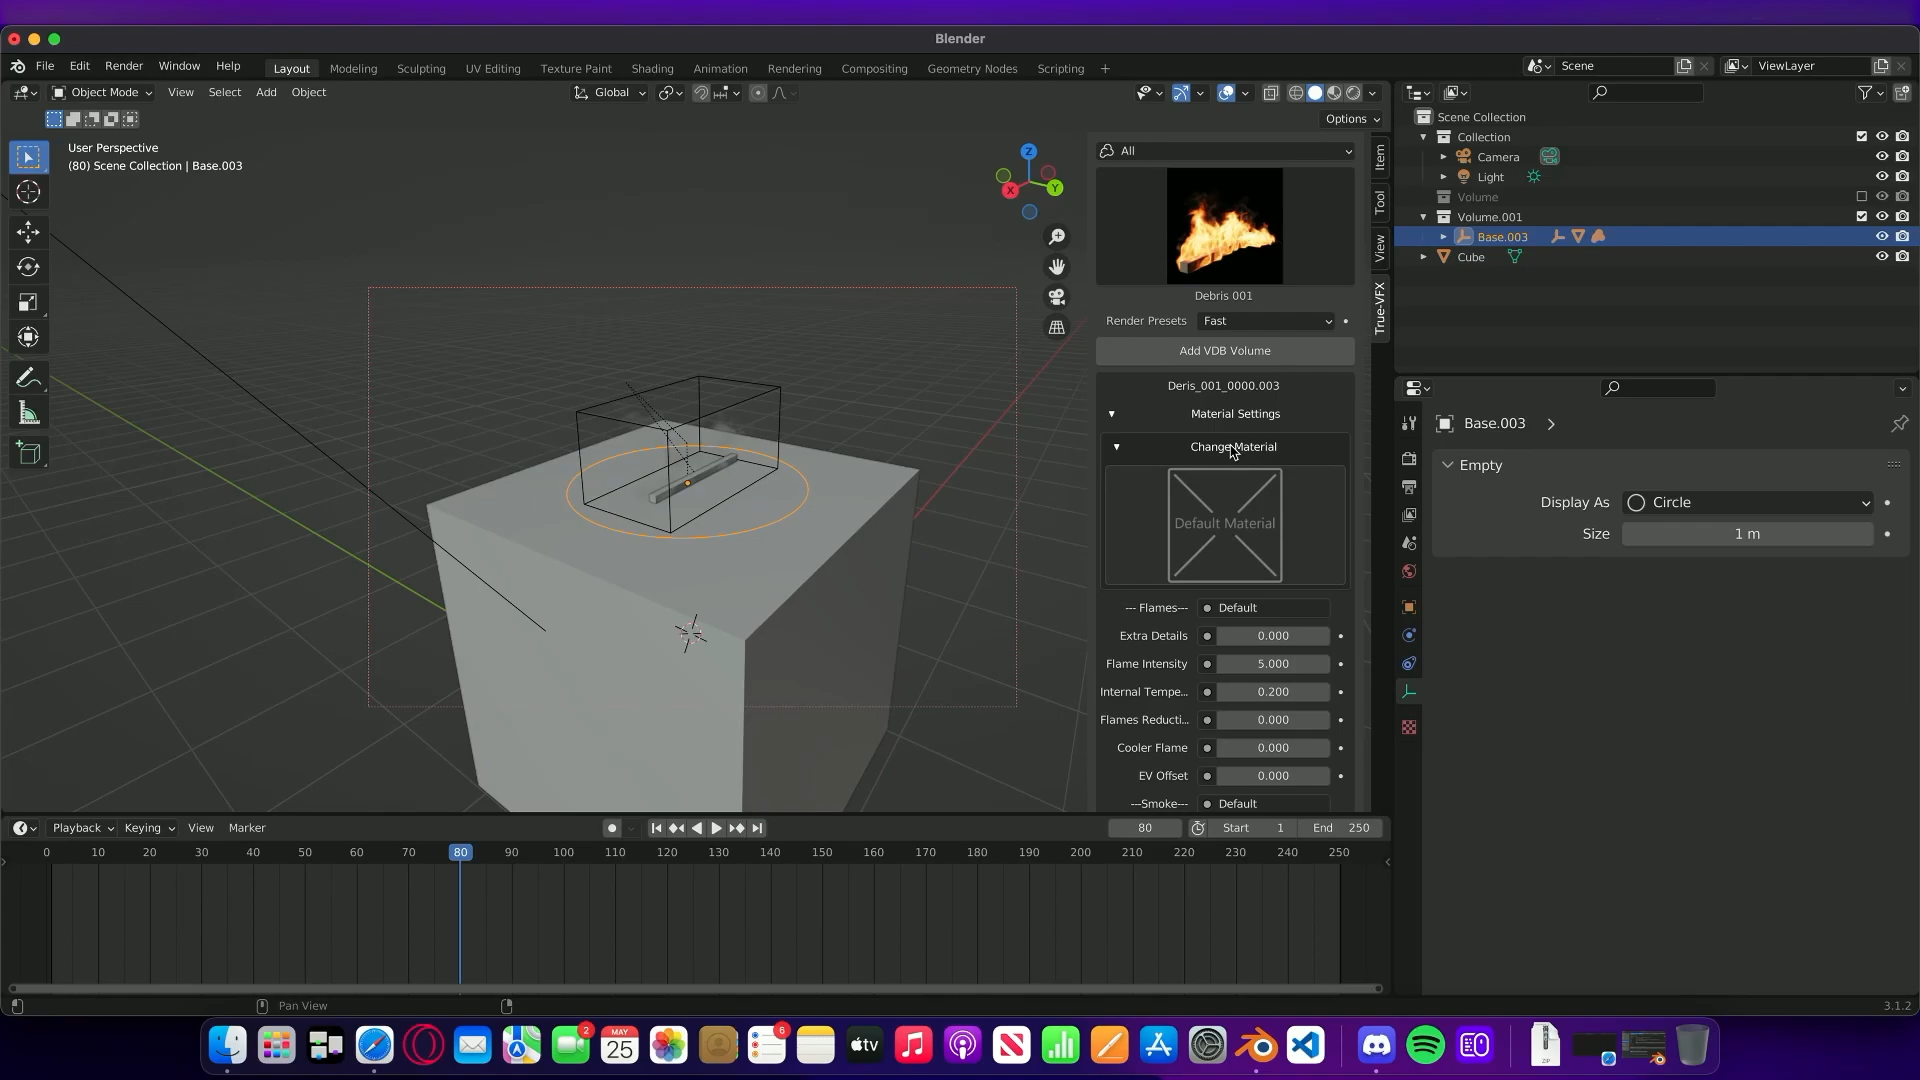 Blender
File Edit Render Window Help
Layout Modeling Sculpting UV Editing Texture Paint Shading Animation Rendering Compositing Geometry Nodes Scripting +
Scene
ViewLayer
Object Mode View Select Add Object
Global
Options
User Perspective
(80) Scene Collection | Base.003
Z
X
Y
All
Debris 001
Render Presets Fast
Add VDB Volume
Deris_001_0000.003
Material Settings
Change Material
Default Material
--- Flames--- Default
Extra Details 0.000
Flame Intensity 5.000
Internal Tempe... 0.200
Flames Reducti... 0.000
Cooler Flame 0.000
EV Offset 0.000
---Smoke--- Default
Item
Tool
View
True-VFX
Scene Collection
Collection
Camera
Light
Volume
Volume.001
Base.003
Cube
Base.003
Empty
Display As Circle
Size 1 m
Playback Keying View Marker
80 Start 1 End 250
0 10 20 30 40 50 60 70 80 90 100 110 120 130 140 150 160 170 180 190 200 210 220 230 240 250
Pan View
3.1.2
2
MAY
25
6
tv
ZIP